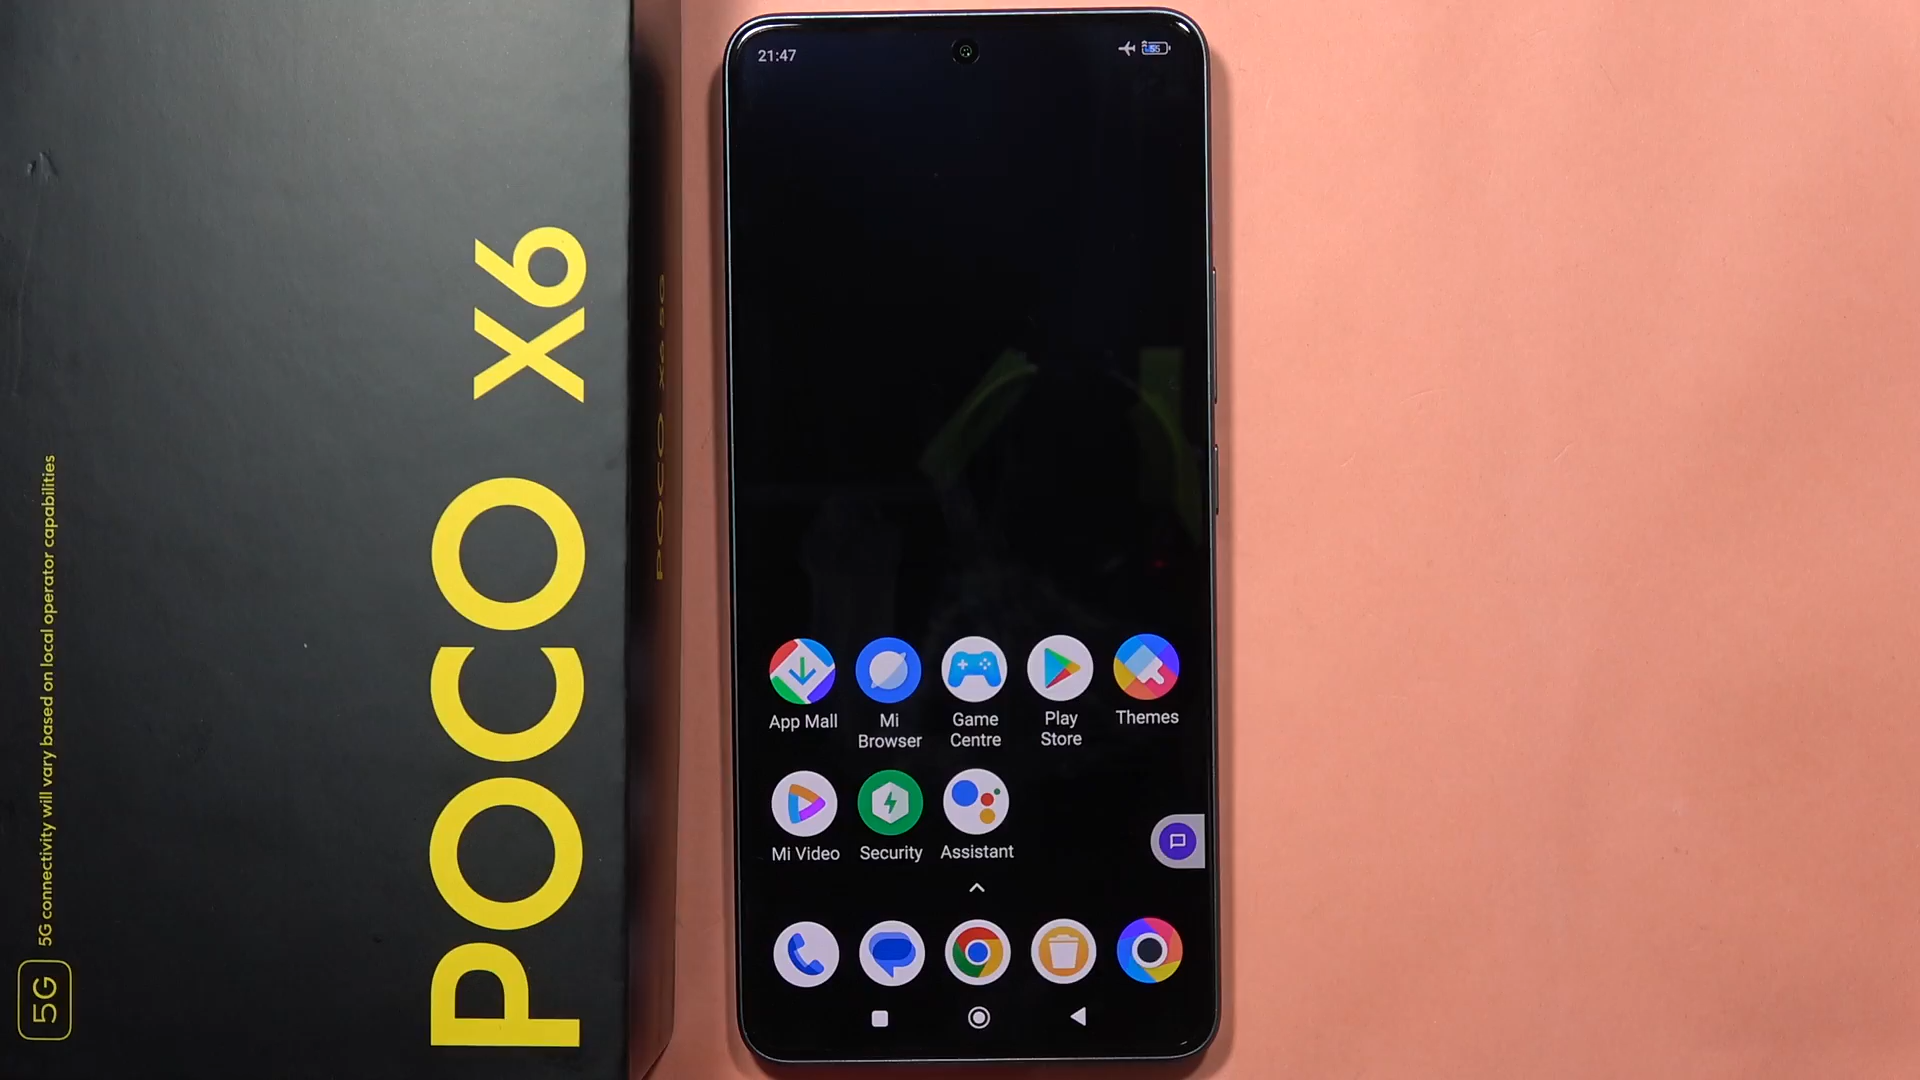 5G
5G connectivity will vary based on local operator capabilities
POCO X6
POCO X6 5G
21:47
55
App Mall
Mi
Browser
Game
Centre
Play
Store
Themes
Mi Video
Security
Assistant